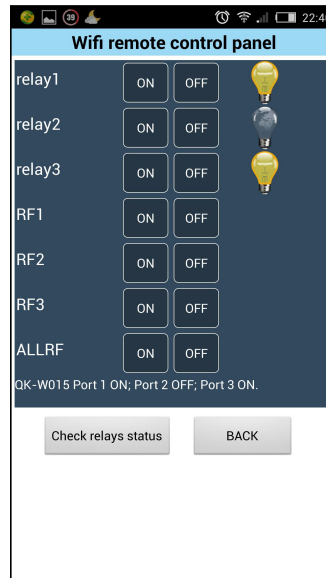 39 22:40
Wifi remote control panel
relay1 ON OFF
relay2 ON OFF
relay3 ON OFF
RF1 ON OFF
RF2 ON OFF
RF3 ON OFF
ALLRF ON OFF
QK-W015 Port 1 ON; Port 2 OFF; Port 3 ON.
Check relays status BACK